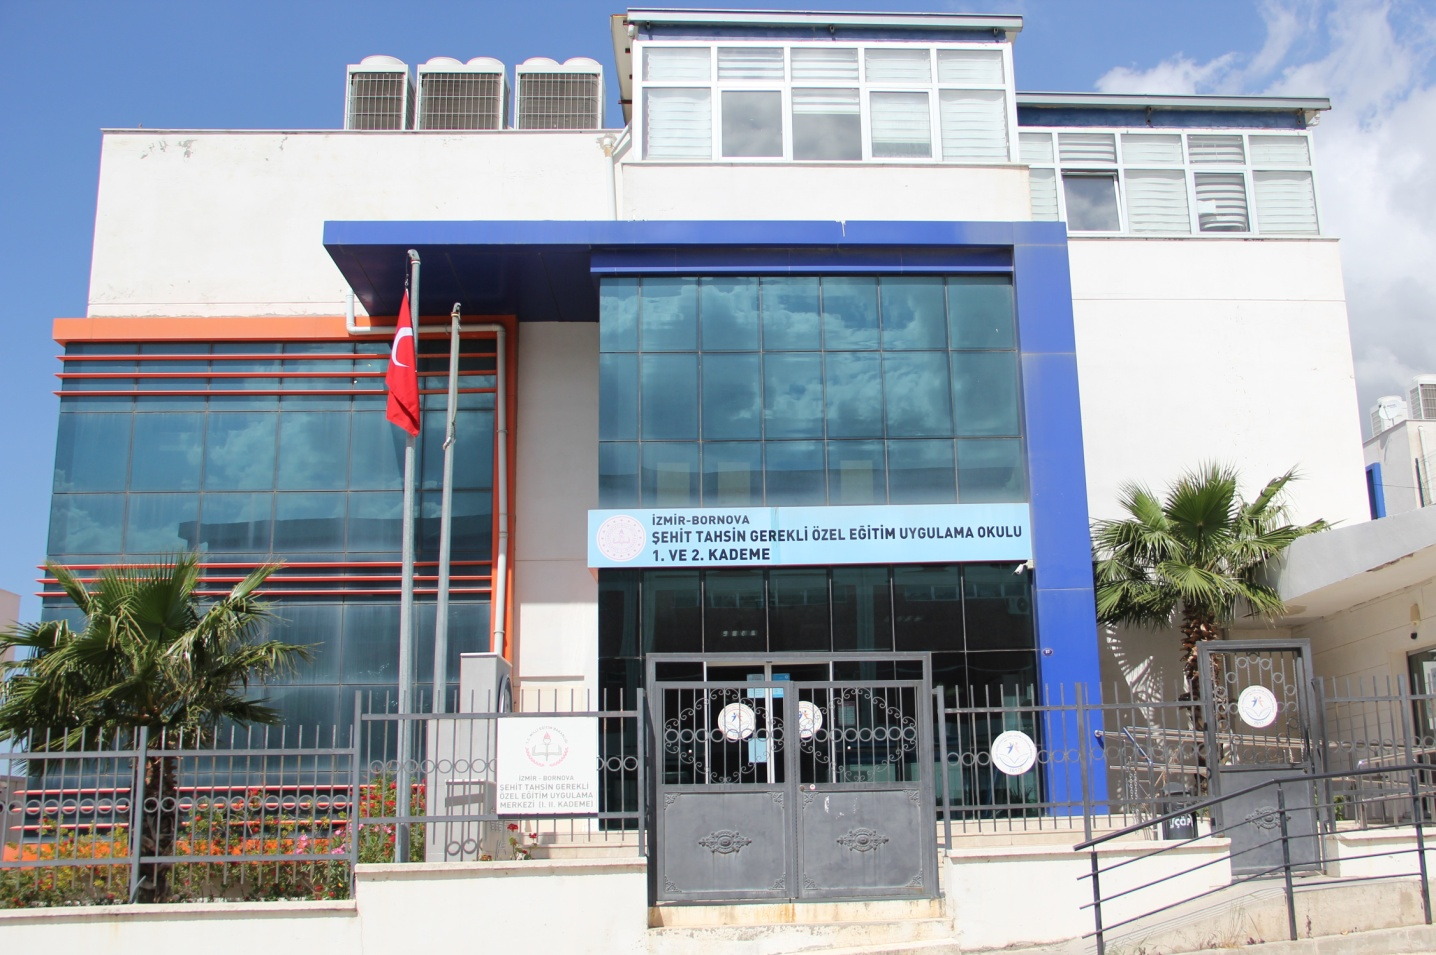 İZMİR-BORNOVA
ŞEHİT TAHSİN GEREKLİ ÖZEL EĞİTİM UYGULAMA OKULU
1. VE 2. KADEME
İZMİR - BORNOVA
ŞEHİT TAHSİN GEREKLİ
ÖZEL EĞİTİM UYGULAMA
MERKEZİ (I. II. KADEME)